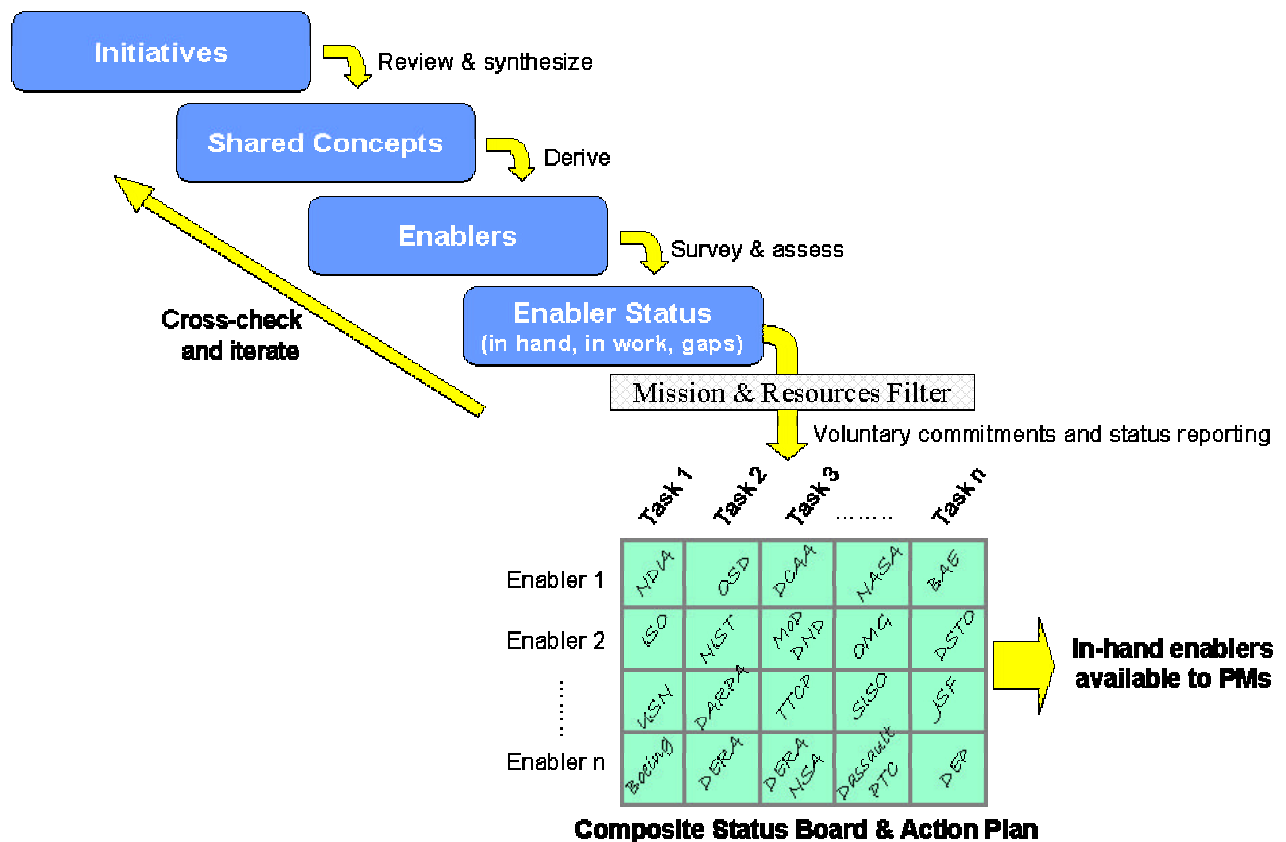 Initiatives
Review & synthesize
Shared Concepts
Derive
Enablers
Survey & assess
Enabler Status
(in hand, in work, gaps)
Cross-check
and iterate
Mission & Resources Filter
Voluntary commitments and status reporting
Task 1
Task 2
Task 3
........
Task n
Enabler 1
NDIA
OSD
DCAA
NASA
BAE
Enabler 2
ISO
NIST
MoD
DND
OMG
DSTO
In-hand enablers
available to PMs
USN
DARPA
TTCP
SISO
JSF
Enabler n
Boeing
DERA
DERA
NSA
Dassault
PTC
DEP
Composite Status Board & Action Plan